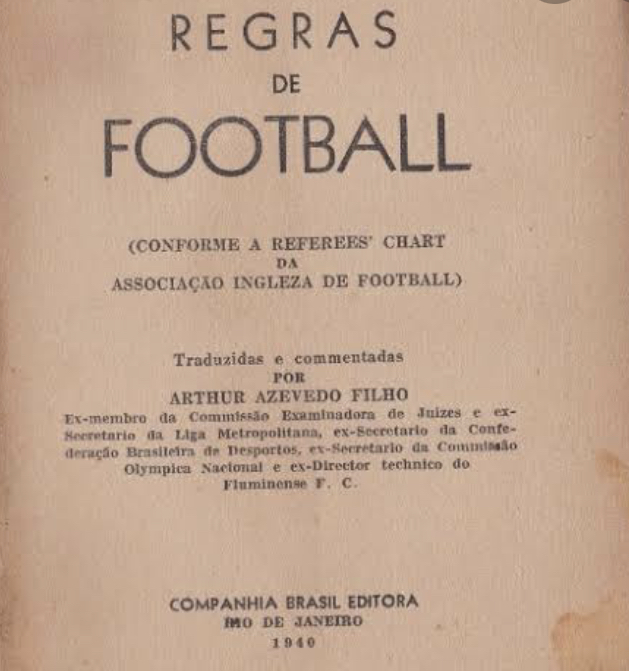 REGRAS
DE
FOOTBALL
(CONFORME A REFEREES' CHART
DA
ASSOCIAÇÃO INGLEZA DE FOOTBALL)
Traduzidas e commentadas
POR
ARTHUR AZEVEDO FILHO
Ex-membro da Commissão Examinadora de Juizes e ex-
Secretario da Liga Metropolitana, ex-Secretario da Confe-
deração Brasileira de Desportos, ex-Secretario da Commissão
Olympica Nacional e ex-Director technico do
Fluminense F. C.
COMPANHIA BRASIL EDITORA
RIO DE JANEIRO
1940